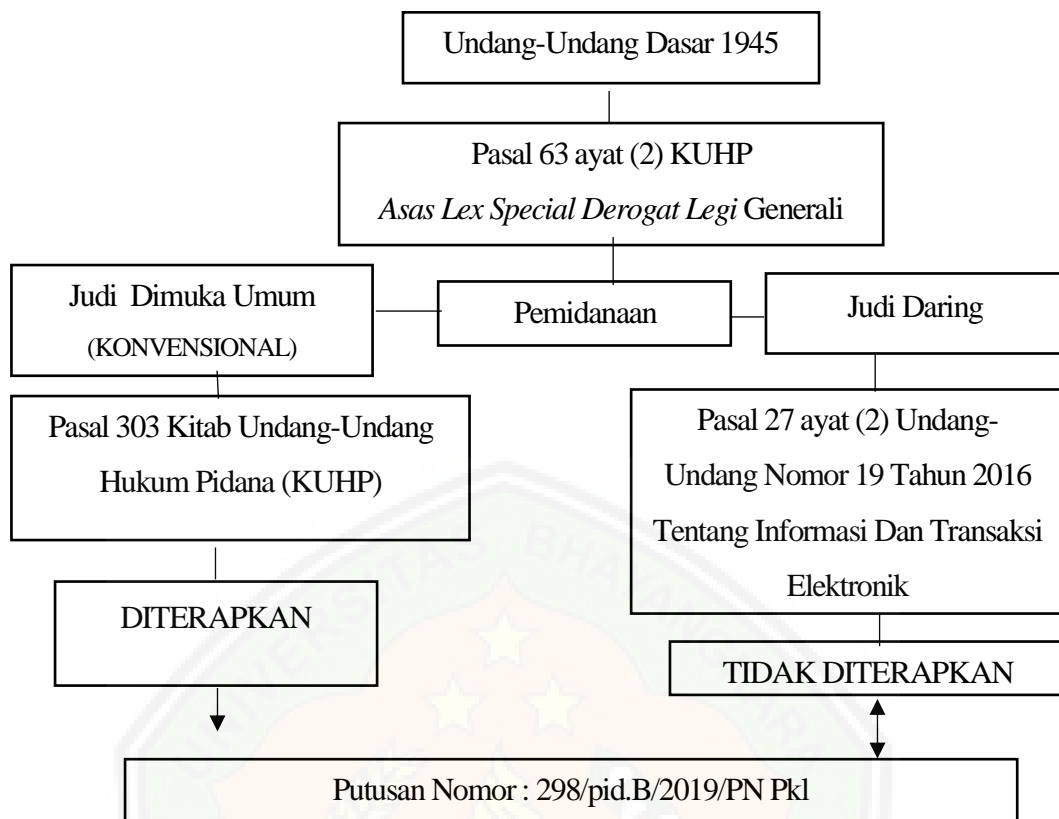 Undang-Undang Dasar 1945
Pasal 63 ayat (2) KUHP
Asas Lex Special Derogat Legi Generali
Judi Dimuka Umum
(KONVENSIONAL)
Pemidanaan
Judi Daring
Pasal 303 Kitab Undang-Undang
Hukum Pidana (KUHP)
Pasal 27 ayat (2) Undang-
Undang Nomor 19 Tahun 2016
Tentang Informasi Dan Transaksi
Elektronik
DITERAPKAN
TIDAK DITERAPKAN
Putusan Nomor : 298/pid.B/2019/PN Pkl
UNIVERSITAS BHAYANGKARA